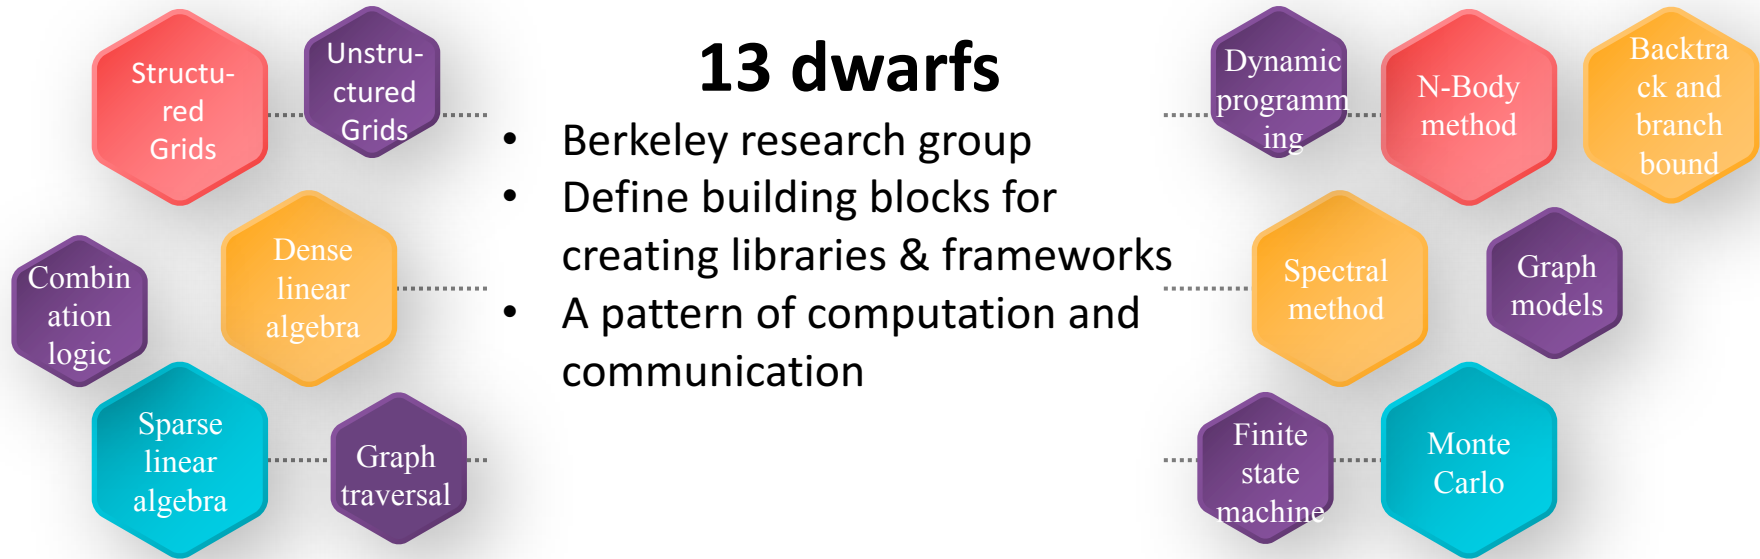 Structu-
red
Grids
Unstru-
ctured
Grids
Combin
ation
logic
Dense
linear
algebra
Sparse
linear
algebra
Graph
traversal
13 dwarfs
• Berkeley research group
• Define building blocks for
creating libraries & frameworks
• A pattern of computation and
communication
Dynamic
programm
ing
N-Body
method
Backtra
ck and
branch
bound
Spectral
method
Graph
models
Finite
state
machine
Monte
Carlo